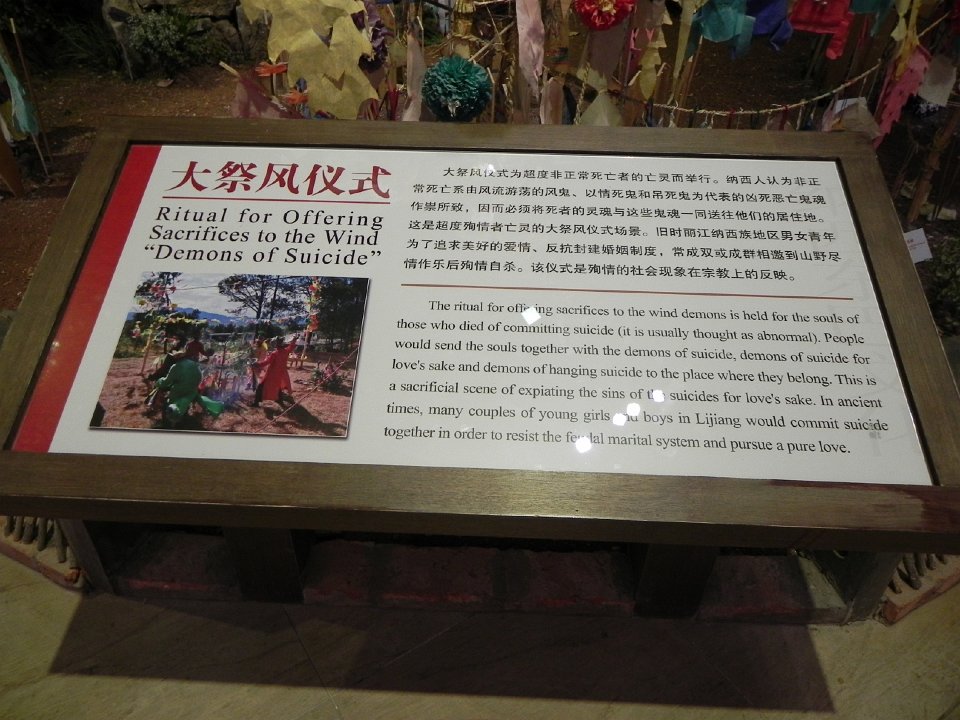 大祭风仪式
Ritual for Offering
Sacrifices to the Wind
“Demons of Suicide”
大祭风仪式为超度非正常死亡者的亡灵而举行。纳西人认为非正
常死亡系由风流游荡的风鬼、以情死鬼和吊死鬼为代表的凶死恶亡鬼魂
作祟所致，因而必须将死者的灵魂与这些鬼魂一同送往他们的居住地。
这是超度殉情者亡灵的大祭风仪式场景。旧时丽江纳西族地区男女青年
为了追求美好的爱情、反抗封建婚姻制度，常成双或成群相邀到山野尽
情作乐后殉情自杀。该仪式是殉情的社会现象在宗教上的反映。
The ritual for offering sacrifices to the wind demons is held for the souls of
those who died of committing suicide (it is usually thought as abnormal). People
would send the souls together with the demons of suicide, demons of suicide for
love's sake and demons of hanging suicide to the place where they belong. This is
a sacrificial scene of expiating the sins of the suicides for love's sake. In ancient
times, many couples of young girls and boys in Lijiang would commit suicide
together in order to resist the feudal marital system and pursue a pure love.